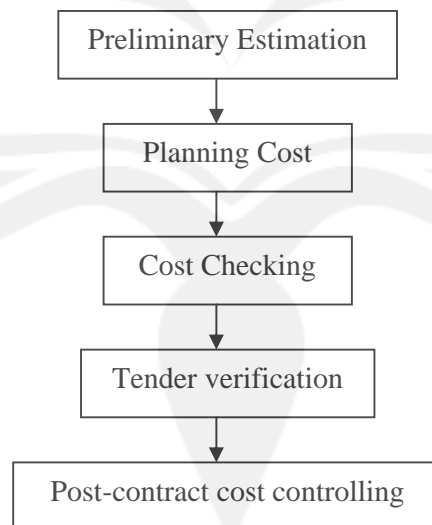 Preliminary Estimation
Planning Cost
Cost Checking
Tender verification
Post-contract cost controlling